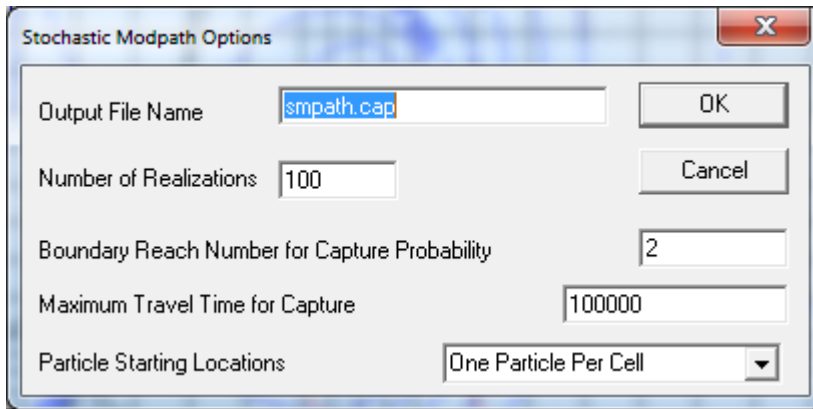 Stochastic Modpath Options
Output File Name smpath.cap OK
Number of Realizations 100 Cancel
Boundary Reach Number for Capture Probability 2
Maximum Travel Time for Capture 100000
Particle Starting Locations One Particle Per Cell